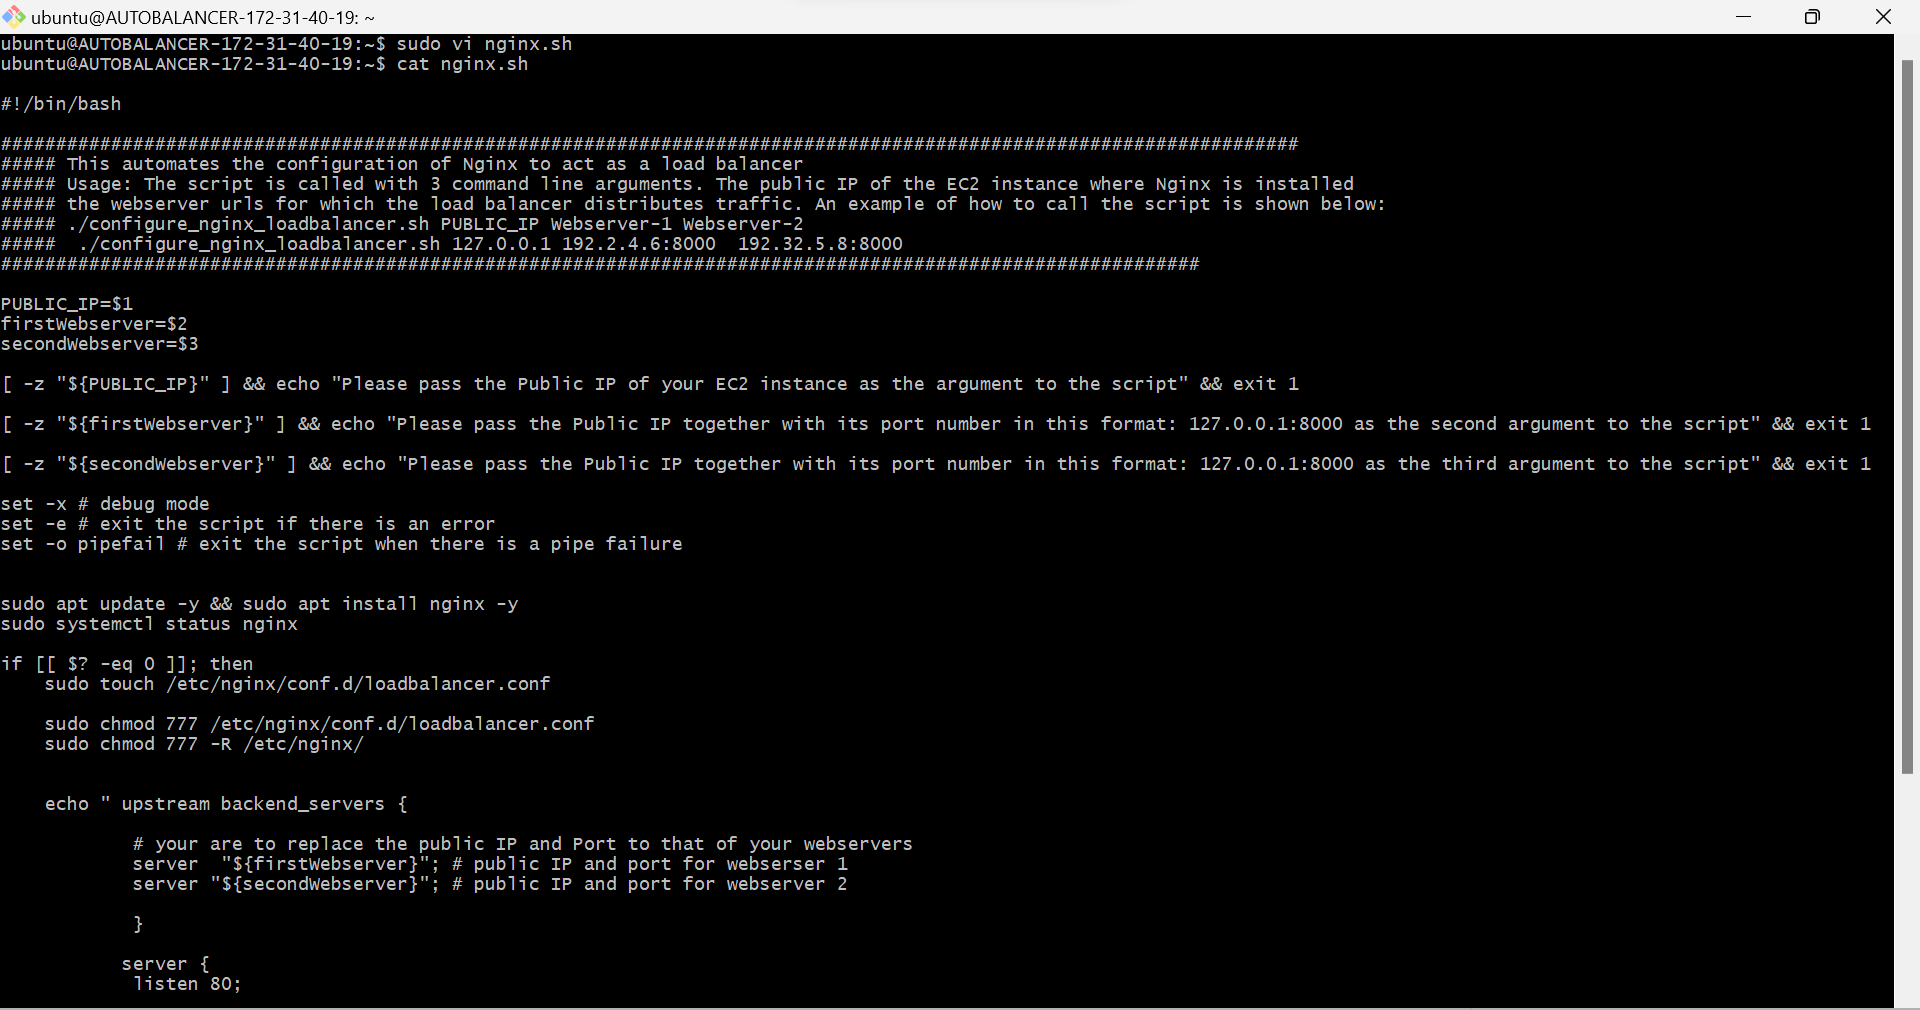 ubuntu@AUTOBALANCER-172-31-40-19: ~
ubuntu@AUTOBALANCER-172-31-40-19:~$ sudo vi nginx.sh
ubuntu@AUTOBALANCER-172-31-40-19:~$ cat nginx.sh
#!/bin/bash
######################################################################################################################
##### This automates the configuration of Nginx to act as a load balancer
##### Usage: The script is called with 3 command line arguments. The public IP of the EC2 instance where Nginx is installed
##### the webserver urls for which the load balancer distributes traffic. An example of how to call the script is shown below:
##### ./configure_nginx_loadbalancer.sh PUBLIC_IP Webserver-1 Webserver-2
#####  ./configure_nginx_loadbalancer.sh 127.0.0.1 192.2.4.6:8000  192.32.5.8:8000
#############################################################################################################
PUBLIC_IP=$1
firstWebserver=$2
secondWebserver=$3
[ -z "${PUBLIC_IP}" ] && echo "Please pass the Public IP of your EC2 instance as the argument to the script" && exit 1
[ -z "${firstWebserver}" ] && echo "Please pass the Public IP together with its port number in this format: 127.0.0.1:8000 as the second argument to the script" && exit 1
[ -z "${secondWebserver}" ] && echo "Please pass the Public IP together with its port number in this format: 127.0.0.1:8000 as the third argument to the script" && exit 1
set -x # debug mode
set -e # exit the script if there is an error
set -o pipefail # exit the script when there is a pipe failure
sudo apt update -y && sudo apt install nginx -y
sudo systemctl status nginx
if [[ $? -eq 0 ]]; then
    sudo touch /etc/nginx/conf.d/loadbalancer.conf
    sudo chmod 777 /etc/nginx/conf.d/loadbalancer.conf
    sudo chmod 777 -R /etc/nginx/
    echo " upstream backend_servers {
            # your are to replace the public IP and Port to that of your webservers
            server  "${firstWebserver}"; # public IP and port for webserser 1
            server "${secondWebserver}"; # public IP and port for webserver 2
            }
           server {
            listen 80;